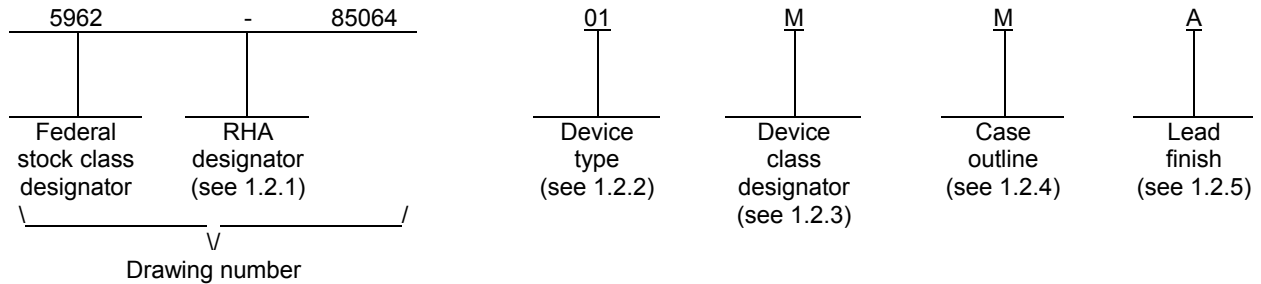 5962 - 85064 01 M M A
Federal stock class designator
RHA designator (see 1.2.1)
Device type (see 1.2.2)
Device class designator (see 1.2.3)
Case outline (see 1.2.4)
Lead finish (see 1.2.5)
\ /
\/
Drawing number